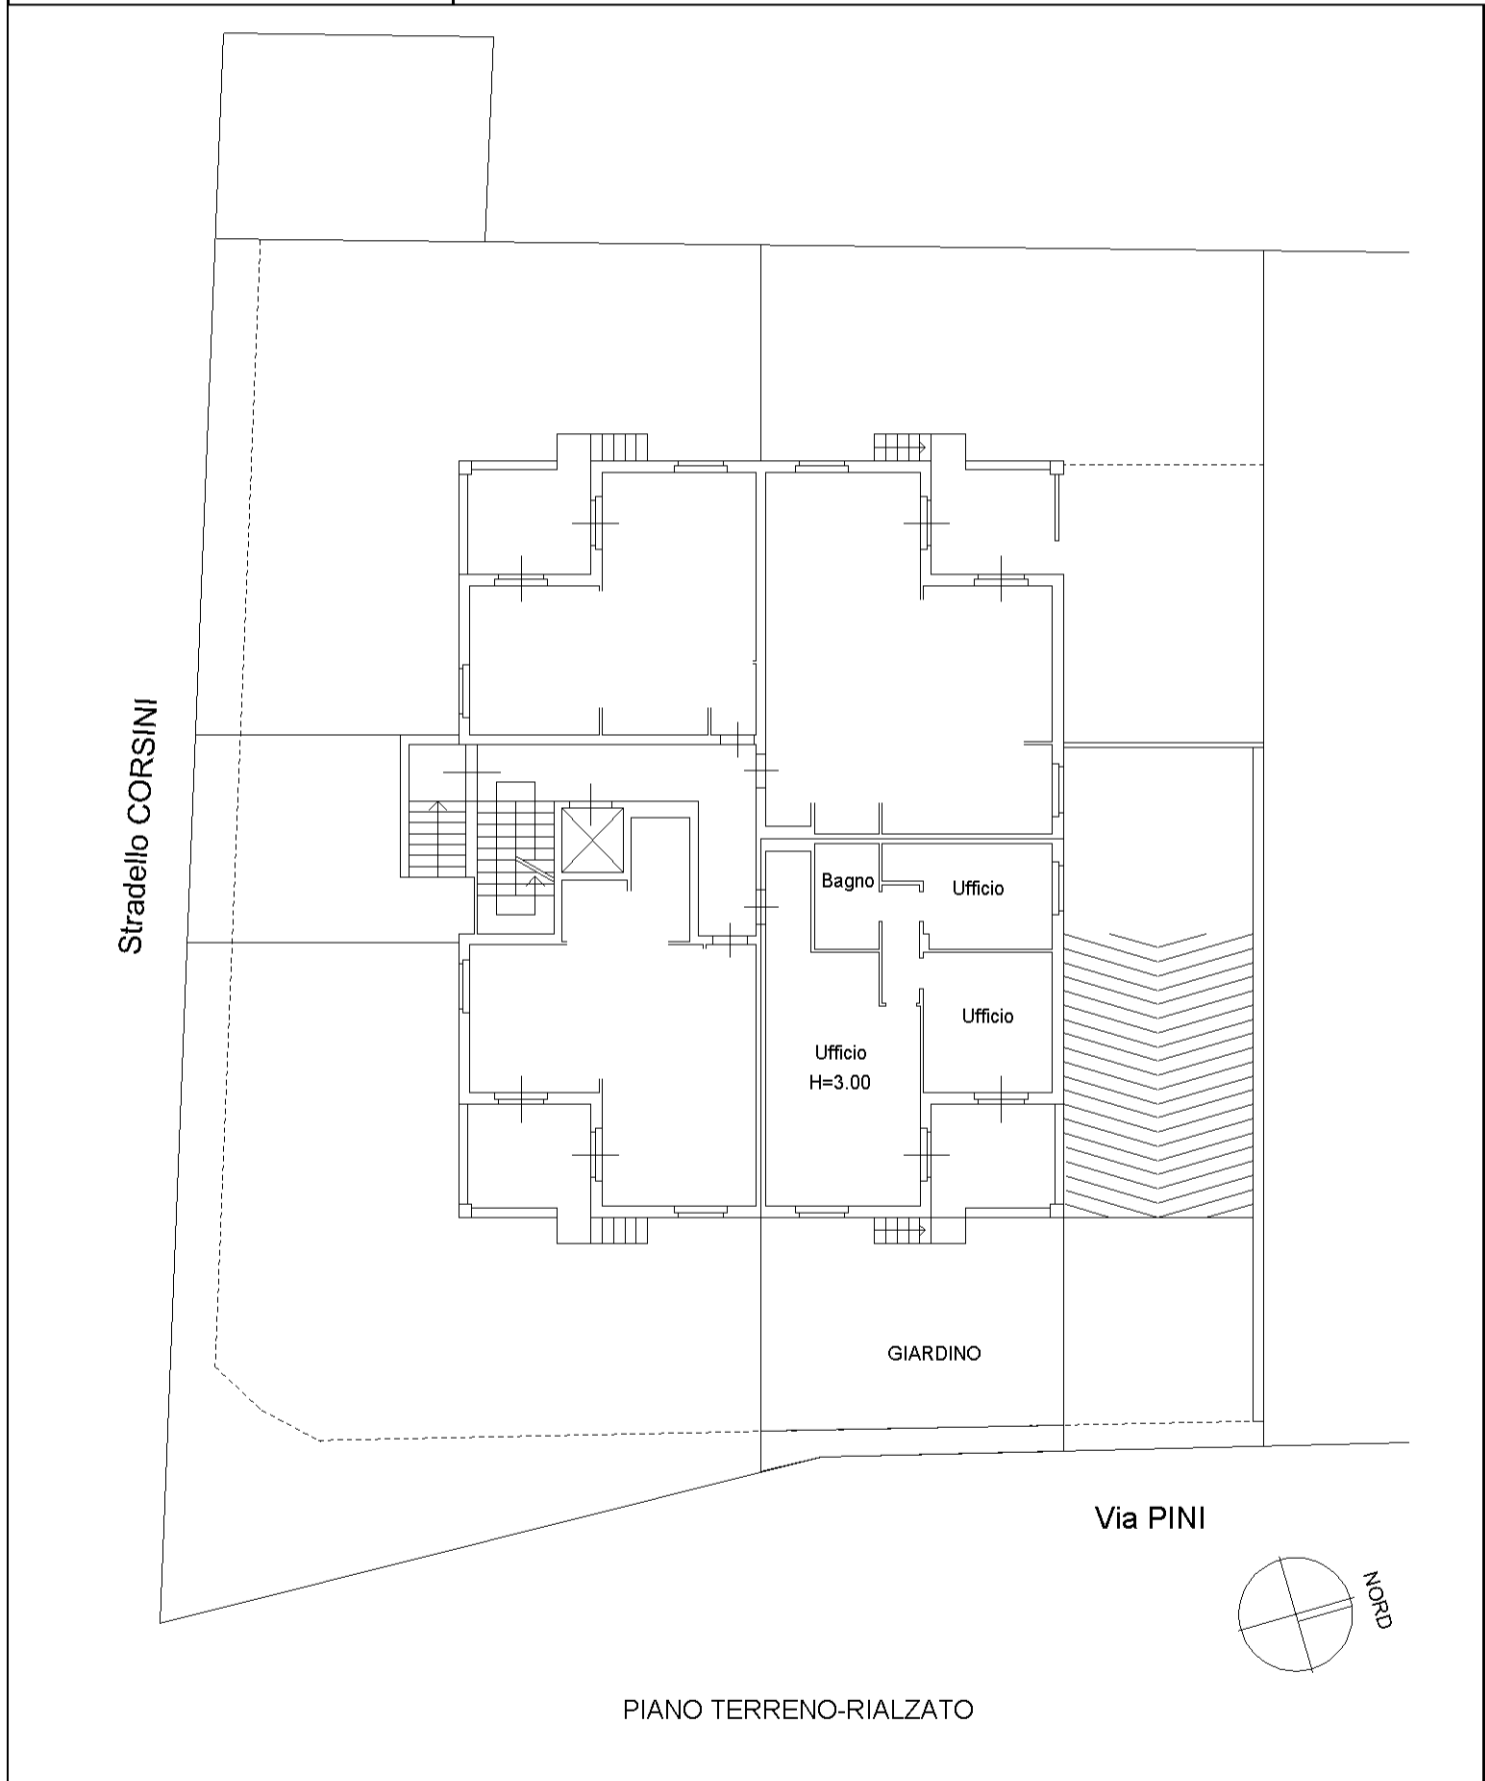 Stradello CORSINI
Bagno
Ufficio
Ufficio
Ufficio
H=3.00
GIARDINO
Via PINI
NORD
PIANO TERRENO-RIALZATO